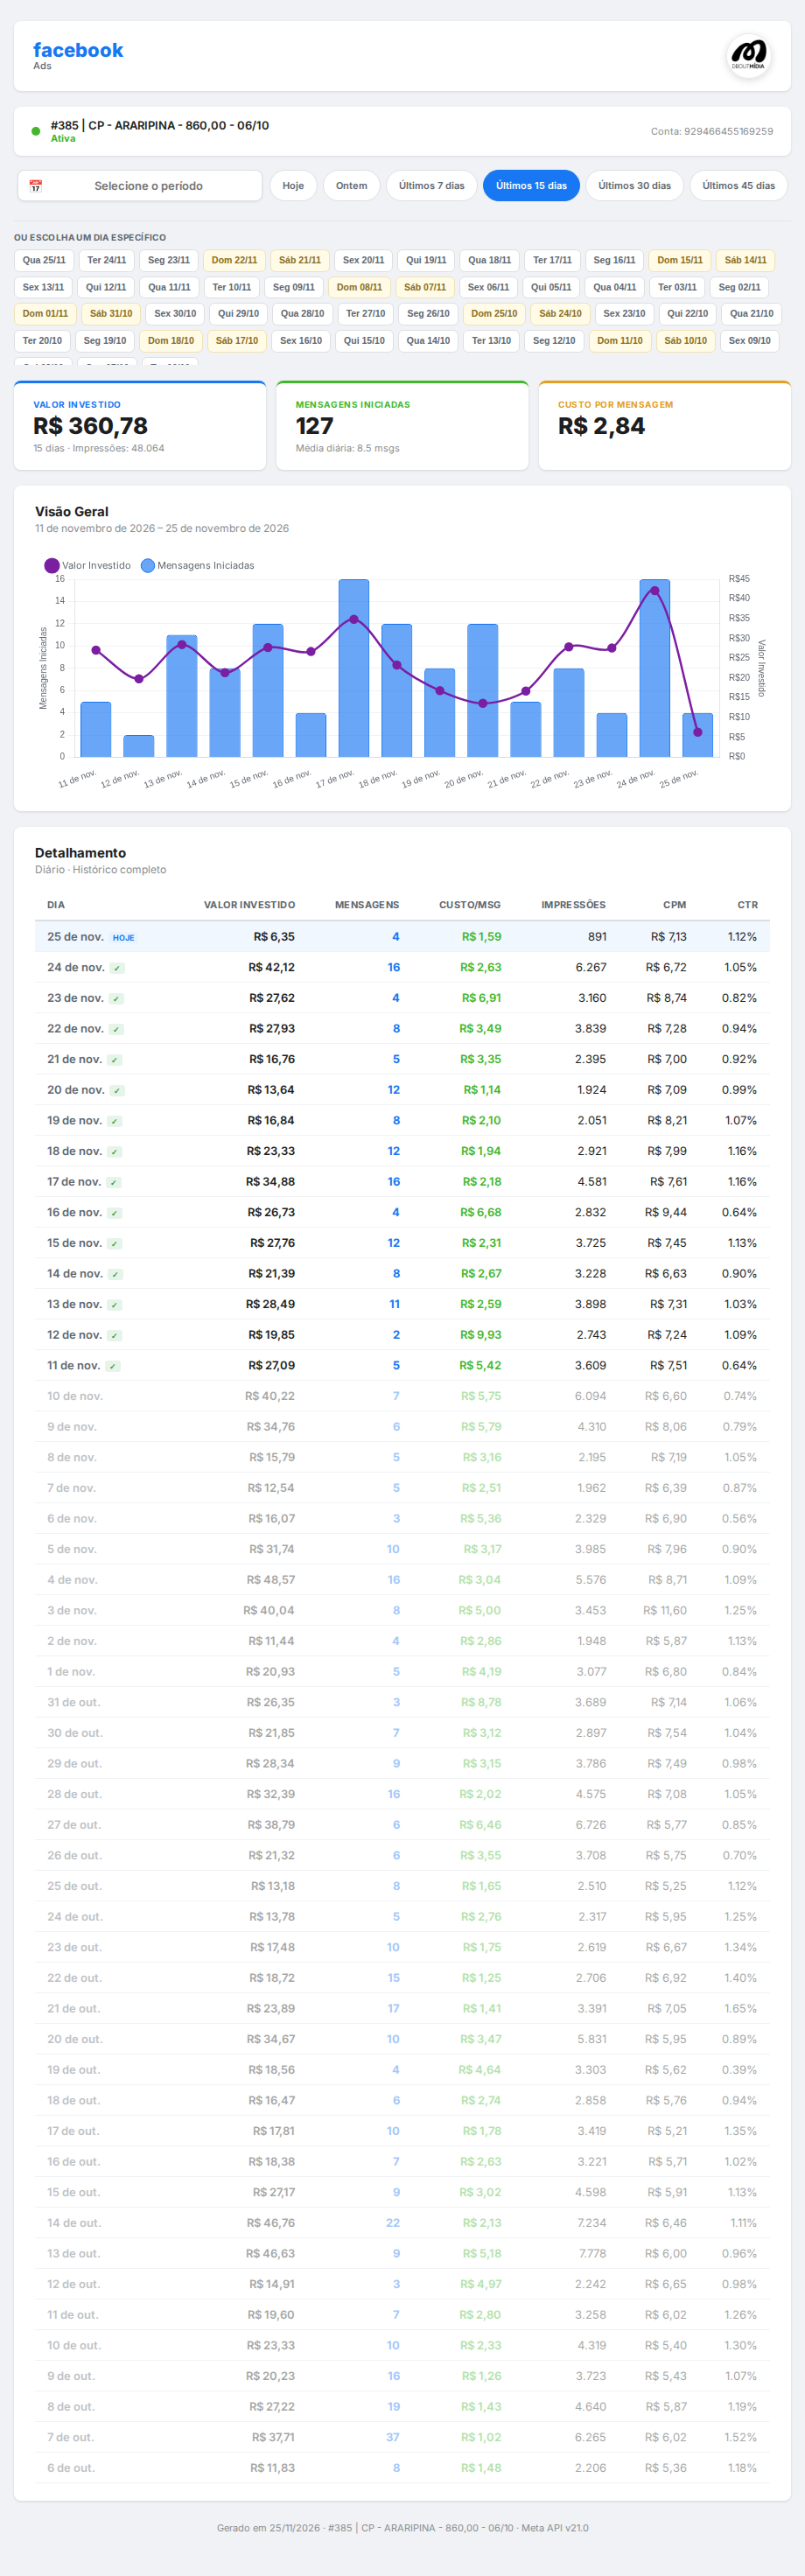 facebook
Ads
DBOUTMÍDIA
#385 | CP - ARARIPINA - 860,00 - 06/10
Ativa
Conta: 929466455169259
Selecione o período Hoje Ontem Últimos 7 dias Últimos 15 dias Últimos 30 dias Últimos 45 dias
OU ESCOLHA UM DIA ESPECÍFICO
Qua 25/11 Ter 24/11 Seg 23/11 Dom 22/11 Sáb 21/11 Sex 20/11 Qui 19/11 Qua 18/11 Ter 17/11 Seg 16/11 Dom 15/11 Sáb 14/11
Sex 13/11 Qui 12/11 Qua 11/11 Ter 10/11 Seg 09/11 Dom 08/11 Sáb 07/11 Sex 06/11 Qui 05/11 Qua 04/11 Ter 03/11 Seg 02/11
Dom 01/11 Sáb 31/10 Sex 30/10 Qui 29/10 Qua 28/10 Ter 27/10 Seg 26/10 Dom 25/10 Sáb 24/10 Sex 23/10 Qui 22/10 Qua 21/10
Ter 20/10 Seg 19/10 Dom 18/10 Sáb 17/10 Sex 16/10 Qui 15/10 Qua 14/10 Ter 13/10 Seg 12/10 Dom 11/10 Sáb 10/10 Sex 09/10
VALOR INVESTIDO
R$ 360,78
15 dias · Impressões: 48.064
MENSAGENS INICIADAS
127
Média diária: 8.5 msgs
CUSTO POR MENSAGEM
R$ 2,84
Visão Geral
11 de novembro de 2026 – 25 de novembro de 2026
Valor Investido Mensagens Iniciadas
Mensagens Iniciadas
16
14
12
10
8
6
4
2
0
R$45
R$40
R$35
R$30
R$25
R$20
R$15
R$10
R$5
R$0
Valor Investido
11 de nov. 12 de nov. 13 de nov. 14 de nov. 15 de nov. 16 de nov. 17 de nov. 18 de nov. 19 de nov. 20 de nov. 21 de nov. 22 de nov. 23 de nov. 24 de nov. 25 de nov.
Detalhamento
Diário · Histórico completo
DIA VALOR INVESTIDO MENSAGENS CUSTO/MSG IMPRESSÕES CPM CTR
25 de nov. HOJE R$ 6,35 4 R$ 1,59 891 R$ 7,13 1.12%
24 de nov. ✓ R$ 42,12 16 R$ 2,63 6.267 R$ 6,72 1.05%
23 de nov. ✓ R$ 27,62 4 R$ 6,91 3.160 R$ 8,74 0.82%
22 de nov. ✓ R$ 27,93 8 R$ 3,49 3.839 R$ 7,28 0.94%
21 de nov. ✓ R$ 16,76 5 R$ 3,35 2.395 R$ 7,00 0.92%
20 de nov. ✓ R$ 13,64 12 R$ 1,14 1.924 R$ 7,09 0.99%
19 de nov. ✓ R$ 16,84 8 R$ 2,10 2.051 R$ 8,21 1.07%
18 de nov. ✓ R$ 23,33 12 R$ 1,94 2.921 R$ 7,99 1.16%
17 de nov. ✓ R$ 34,88 16 R$ 2,18 4.581 R$ 7,61 1.16%
16 de nov. ✓ R$ 26,73 4 R$ 6,68 2.832 R$ 9,44 0.64%
15 de nov. ✓ R$ 27,76 12 R$ 2,31 3.725 R$ 7,45 1.13%
14 de nov. ✓ R$ 21,39 8 R$ 2,67 3.228 R$ 6,63 0.90%
13 de nov. ✓ R$ 28,49 11 R$ 2,59 3.898 R$ 7,31 1.03%
12 de nov. ✓ R$ 19,85 2 R$ 9,93 2.743 R$ 7,24 1.09%
11 de nov. ✓ R$ 27,09 5 R$ 5,42 3.609 R$ 7,51 0.64%
10 de nov. R$ 40,22 7 R$ 5,75 6.094 R$ 6,60 0.74%
9 de nov. R$ 34,76 6 R$ 5,79 4.310 R$ 8,06 0.79%
8 de nov. R$ 15,79 5 R$ 3,16 2.195 R$ 7,19 1.05%
7 de nov. R$ 12,54 5 R$ 2,51 1.962 R$ 6,39 0.87%
6 de nov. R$ 16,07 3 R$ 5,36 2.329 R$ 6,90 0.56%
5 de nov. R$ 31,74 10 R$ 3,17 3.985 R$ 7,96 0.90%
4 de nov. R$ 48,57 16 R$ 3,04 5.576 R$ 8,71 1.09%
3 de nov. R$ 40,04 8 R$ 5,00 3.453 R$ 11,60 1.25%
2 de nov. R$ 11,44 4 R$ 2,86 1.948 R$ 5,87 1.13%
1 de nov. R$ 20,93 5 R$ 4,19 3.077 R$ 6,80 0.84%
31 de out. R$ 26,35 3 R$ 8,78 3.689 R$ 7,14 1.06%
30 de out. R$ 21,85 7 R$ 3,12 2.897 R$ 7,54 1.04%
29 de out. R$ 28,34 9 R$ 3,15 3.786 R$ 7,49 0.98%
28 de out. R$ 32,39 16 R$ 2,02 4.575 R$ 7,08 1.05%
27 de out. R$ 38,79 6 R$ 6,46 6.726 R$ 5,77 0.85%
26 de out. R$ 21,32 6 R$ 3,55 3.708 R$ 5,75 0.70%
25 de out. R$ 13,18 8 R$ 1,65 2.510 R$ 5,25 1.12%
24 de out. R$ 13,78 5 R$ 2,76 2.317 R$ 5,95 1.25%
23 de out. R$ 17,48 10 R$ 1,75 2.619 R$ 6,67 1.34%
22 de out. R$ 18,72 15 R$ 1,25 2.706 R$ 6,92 1.40%
21 de out. R$ 23,89 17 R$ 1,41 3.391 R$ 7,05 1.65%
20 de out. R$ 34,67 10 R$ 3,47 5.831 R$ 5,95 0.89%
19 de out. R$ 18,56 4 R$ 4,64 3.303 R$ 5,62 0.39%
18 de out. R$ 16,47 6 R$ 2,74 2.858 R$ 5,76 0.94%
17 de out. R$ 17,81 10 R$ 1,78 3.419 R$ 5,21 1.35%
16 de out. R$ 18,38 7 R$ 2,63 3.221 R$ 5,71 1.02%
15 de out. R$ 27,17 9 R$ 3,02 4.598 R$ 5,91 1.13%
14 de out. R$ 46,76 22 R$ 2,13 7.234 R$ 6,46 1.11%
13 de out. R$ 46,63 9 R$ 5,18 7.778 R$ 6,00 0.96%
12 de out. R$ 14,91 3 R$ 4,97 2.242 R$ 6,65 0.98%
11 de out. R$ 19,60 7 R$ 2,80 3.258 R$ 6,02 1.26%
10 de out. R$ 23,33 10 R$ 2,33 4.319 R$ 5,40 1.30%
9 de out. R$ 20,23 16 R$ 1,26 3.723 R$ 5,43 1.07%
8 de out. R$ 27,22 19 R$ 1,43 4.640 R$ 5,87 1.19%
7 de out. R$ 37,71 37 R$ 1,02 6.265 R$ 6,02 1.52%
6 de out. R$ 11,83 8 R$ 1,48 2.206 R$ 5,36 1.18%
Gerado em 25/11/2026 · #385 | CP - ARARIPINA - 860,00 - 06/10 · Meta API v21.0